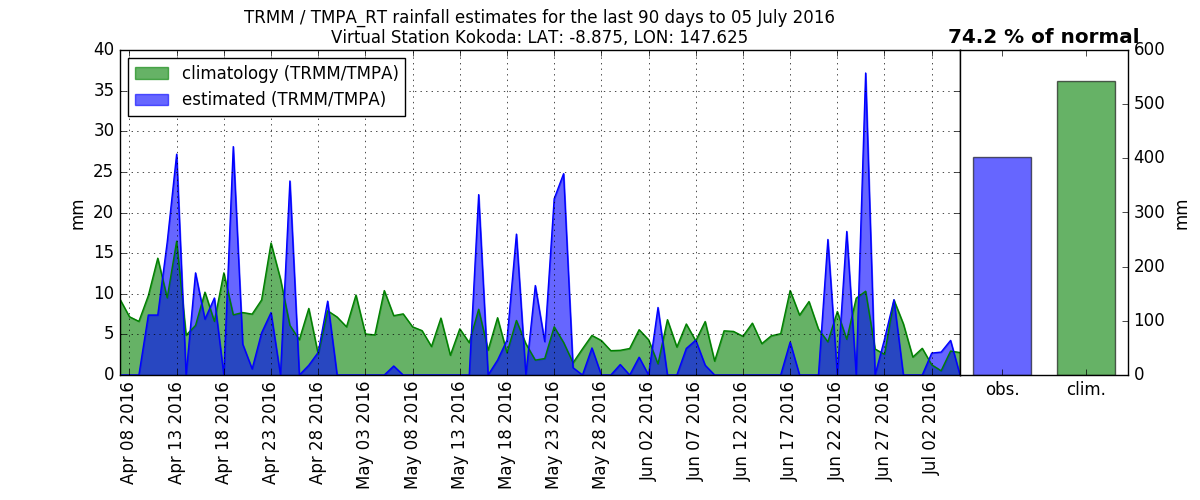 TRMM / TMPA_RT rainfall estimates for the last 90 days to 05 July 2016
Virtual Station Kokoda: LAT: -8.875, LON: 147.625
74.2 % of normal
climatology (TRMM/TMPA)
estimated (TRMM/TMPA)
mm
40
35
30
25
20
15
10
5
0
600
500
400
300
200
100
0
mm
Apr 08 2016
Apr 13 2016
Apr 18 2016
Apr 23 2016
Apr 28 2016
May 03 2016
May 08 2016
May 13 2016
May 18 2016
May 23 2016
May 28 2016
Jun 02 2016
Jun 07 2016
Jun 12 2016
Jun 17 2016
Jun 22 2016
Jun 27 2016
Jul 02 2016
obs.
clim.